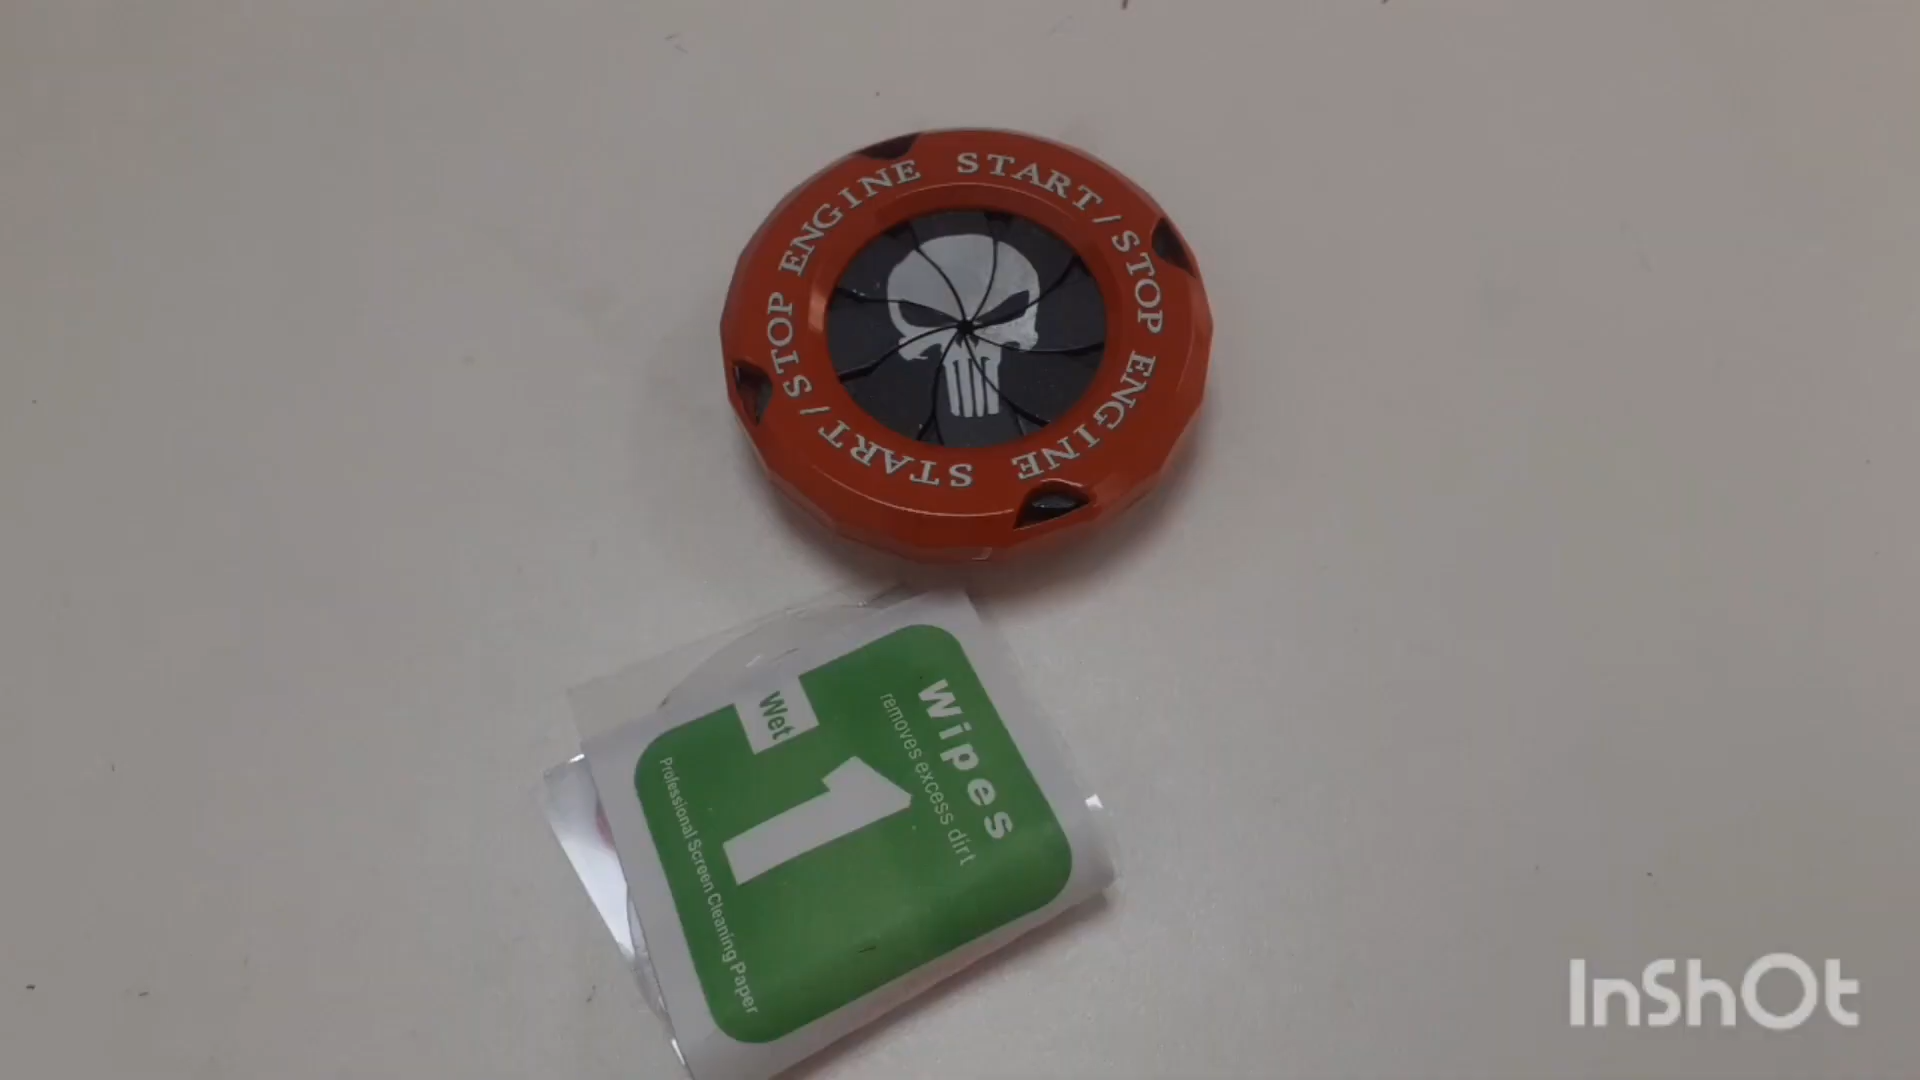 START/STOP ENGINE
START/STOP ENGINE
Wipes
removes excess dirt
Wet
1
Professional Screen Cleaning Paper
InShOt